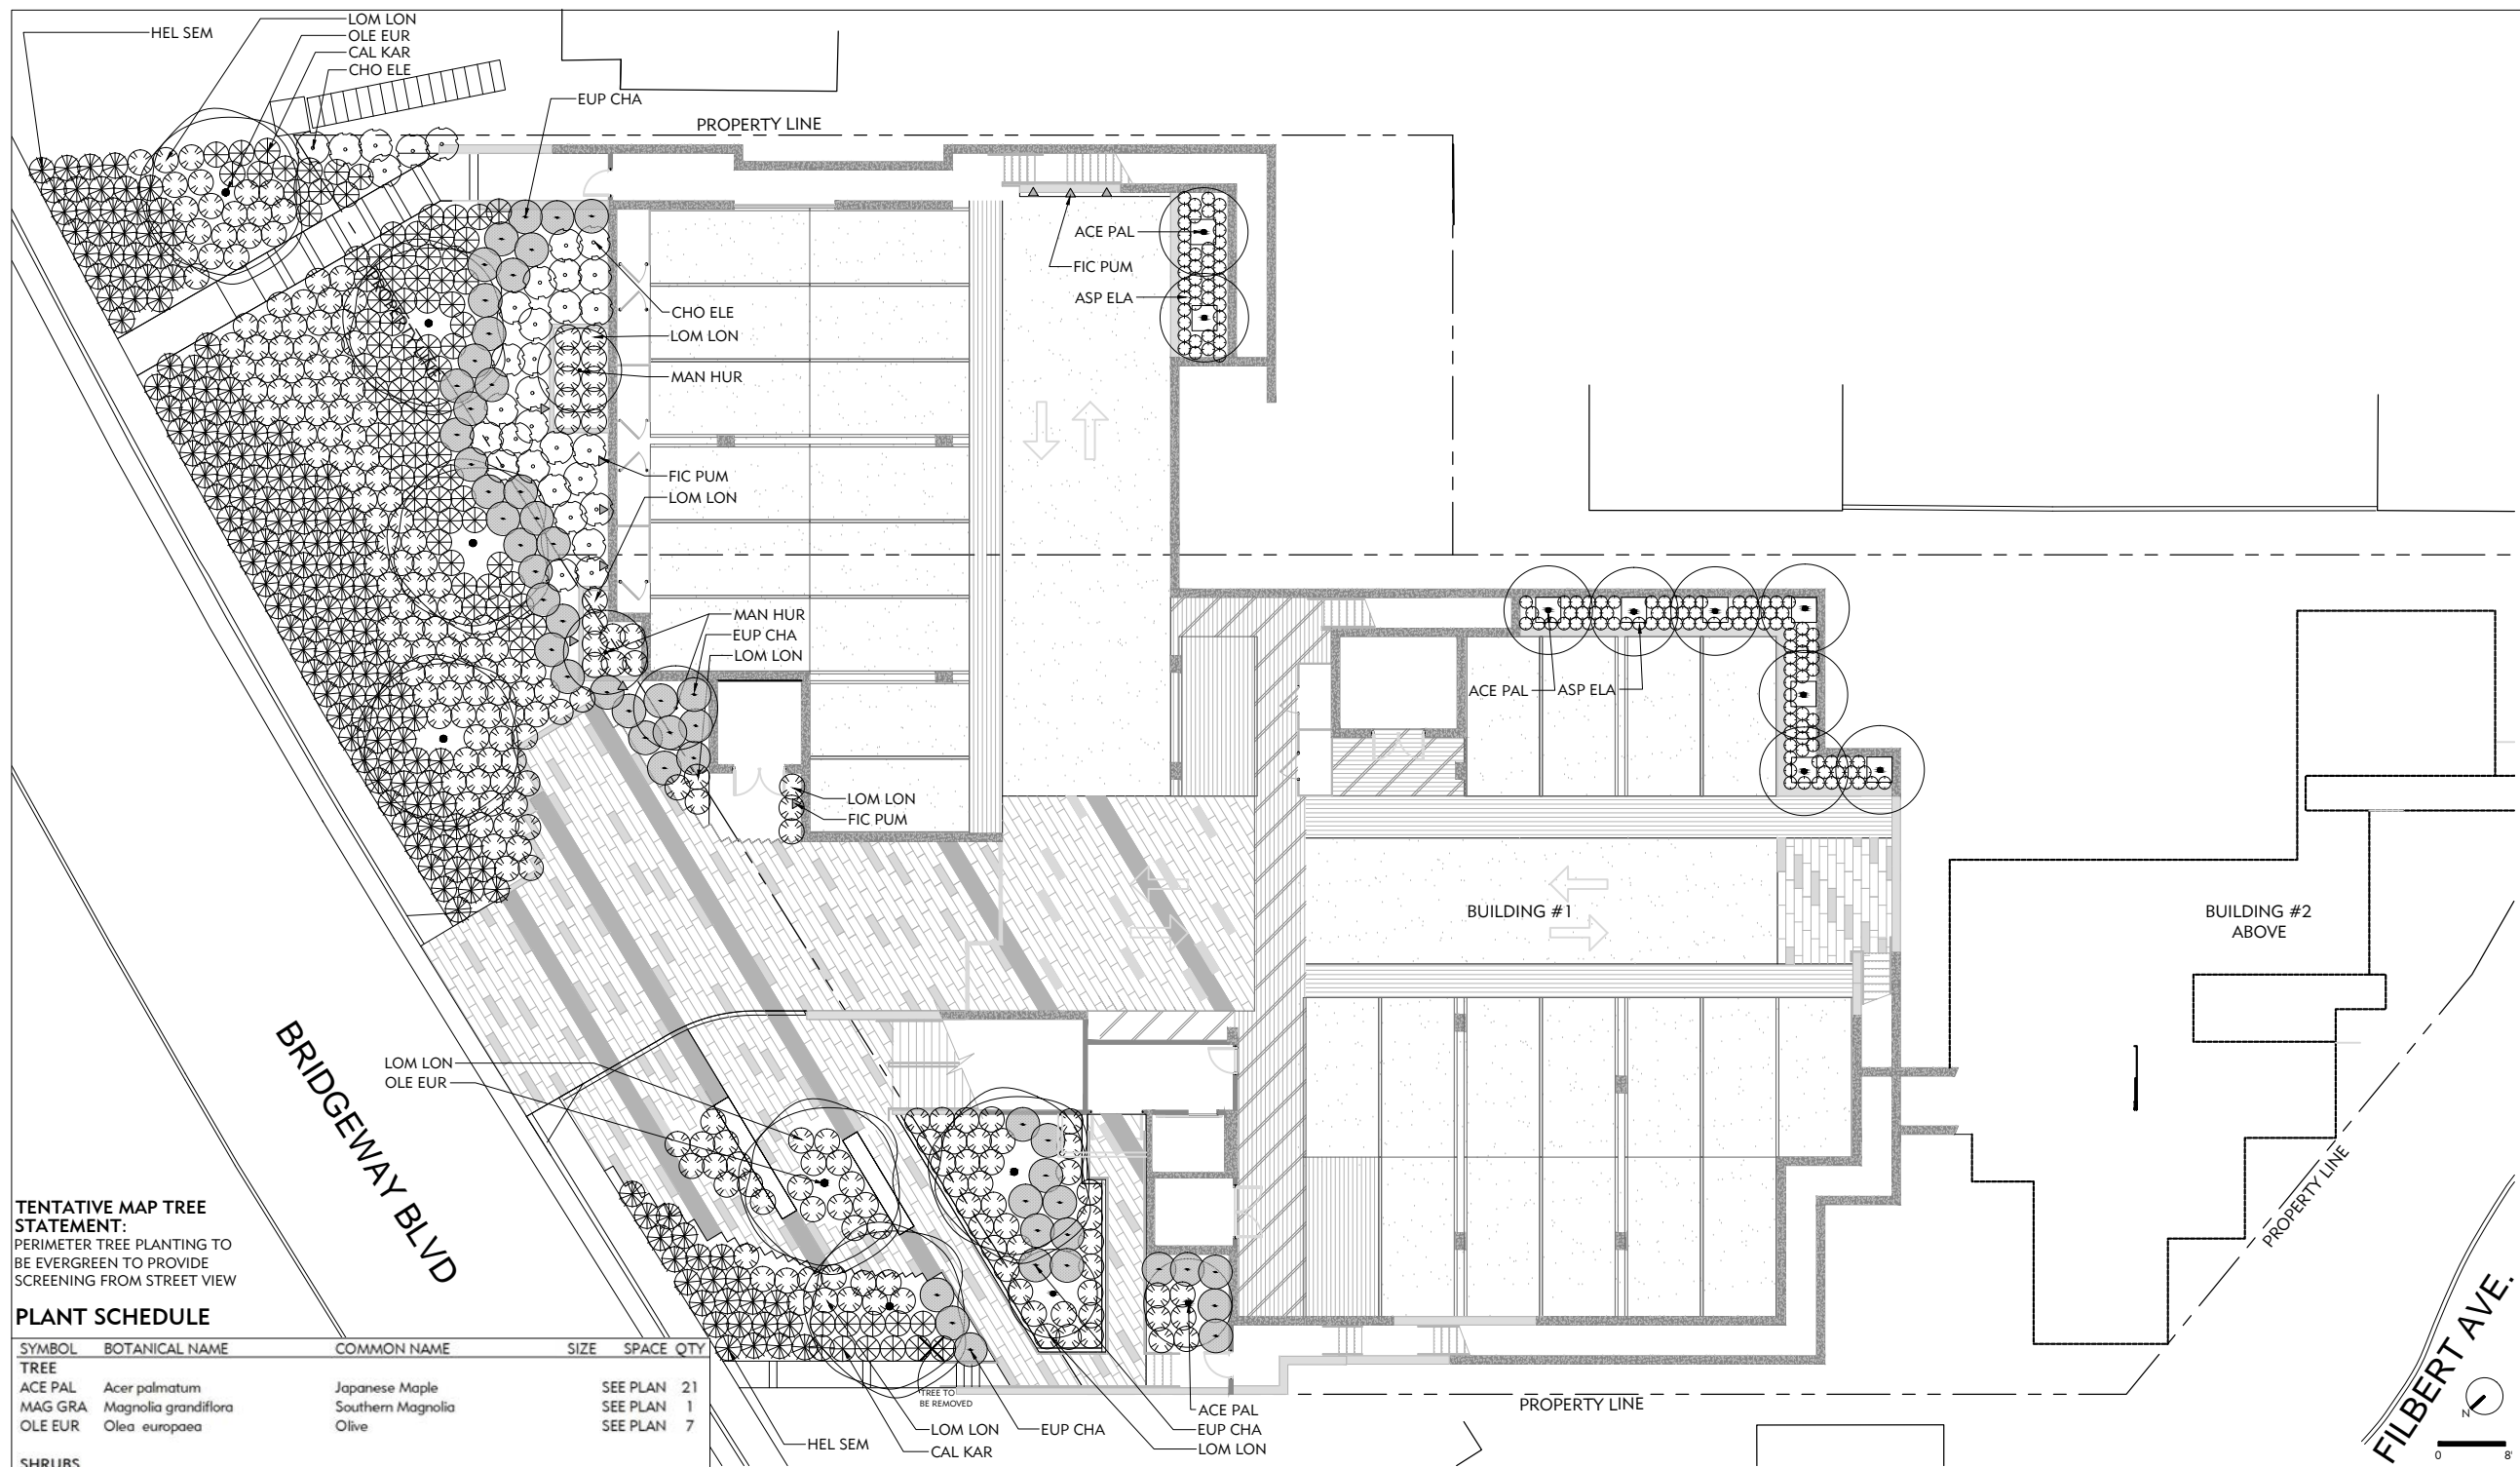 HEL SEM
LOM LON
OLE EUR
CAL KAR
CHO ELE
EUP CHA
PROPERTY LINE
ACE PAL
FIC PUM
ASP ELA
CHO ELE
LOM LON
MAN HUR
FIC PUM
LOM LON
MAN HUR
EUP CHA
LOM LON
ACE PAL
ASP ELA
LOM LON
FIC PUM
BUILDING #1
BUILDING #2
ABOVE
BRIDGEWAY BLVD
LOM LON
OLE EUR
PROPERTY LINE
FILBERT AVE.
N
0 8'
TREE TO
BE REMOVED
PROPERTY LINE
ACE PAL
EUP CHA
LOM LON
EUP CHA
LOM LON
CAL KAR
HEL SEM
TENTATIVE MAP TREE
STATEMENT:
PERIMETER TREE PLANTING TO
BE EVERGREEN TO PROVIDE
SCREENING FROM STREET VIEW
PLANT SCHEDULE
SYMBOL BOTANICAL NAME COMMON NAME SIZE SPACE QTY
TREE
ACE PAL Acer palmatum Japanese Maple SEE PLAN 21
MAG GRA Magnolia grandiflora Southern Magnolia SEE PLAN 1
OLE EUR Olea europaea Olive SEE PLAN 7
SHRUBS